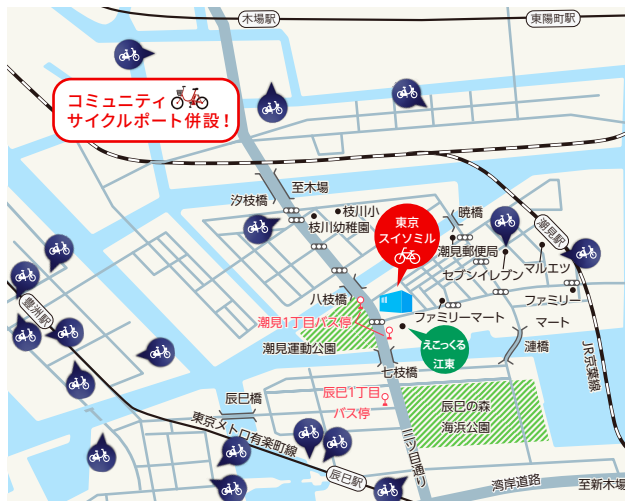 木場駅
東陽町駅
コミュニティ
サイクルポート併設！
至木場
汐枝橋
枝川小
枝川幼稚園
東京
スイソミル
暁橋
潮見駅
潮見郵便局
セブンイレブン
マルエツ
八枝橋
ファミリー
マート
ファミリーマート
潮見1丁目バス停
潮見運動公園
えこっくる
江東
漣橋
七枝橋
JR京葉線
豊洲駅
辰巳橋
辰巳1丁目
バス停
辰巳の森
海浜公園
東京メトロ有楽町線
三ツ目通り
辰巳駅
湾岸道路
至新木場